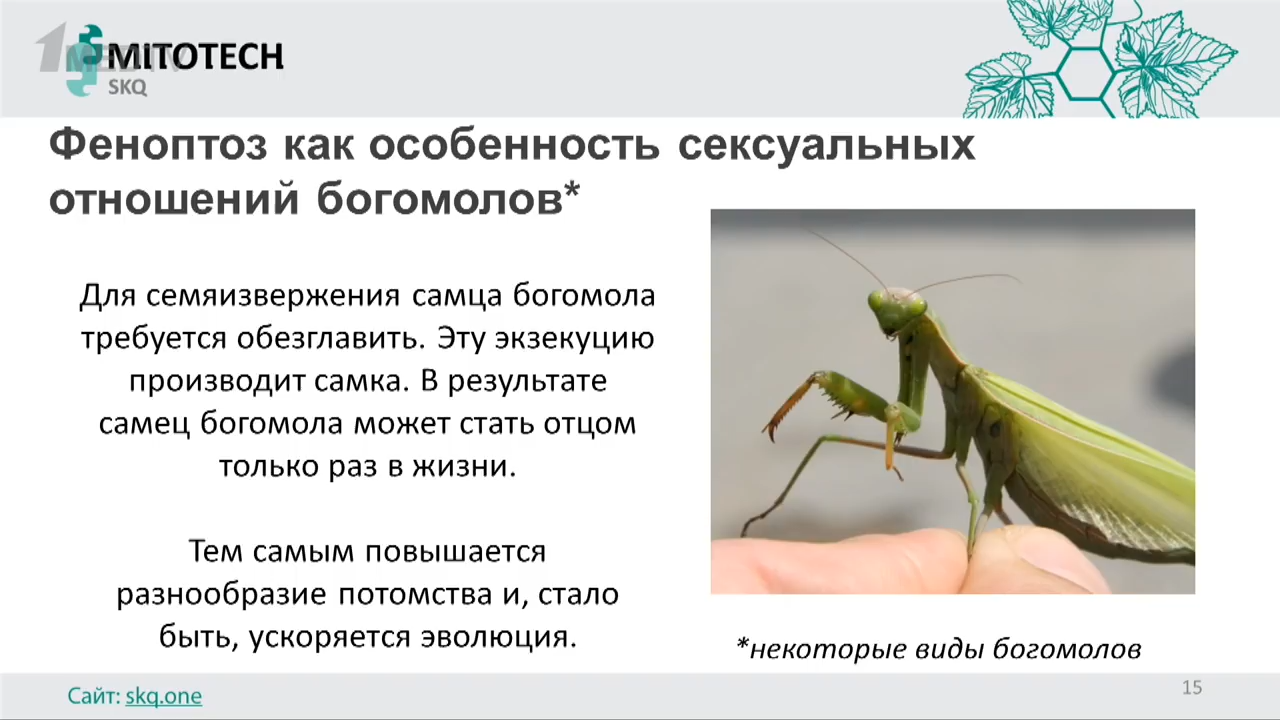 MITOTECH
SKQ
Феноптоз как особенность сексуальных
отношений богомолов*
Для семяизвержения самца богомола
требуется обезглавить. Эту экзекуцию
производит самка. В результате
самец богомола может стать отцом
только раз в жизни.
Тем самым повышается
разнообразие потомства и, стало
быть, ускоряется эволюция.
*некоторые виды богомолов
Сайт: skq.one
15